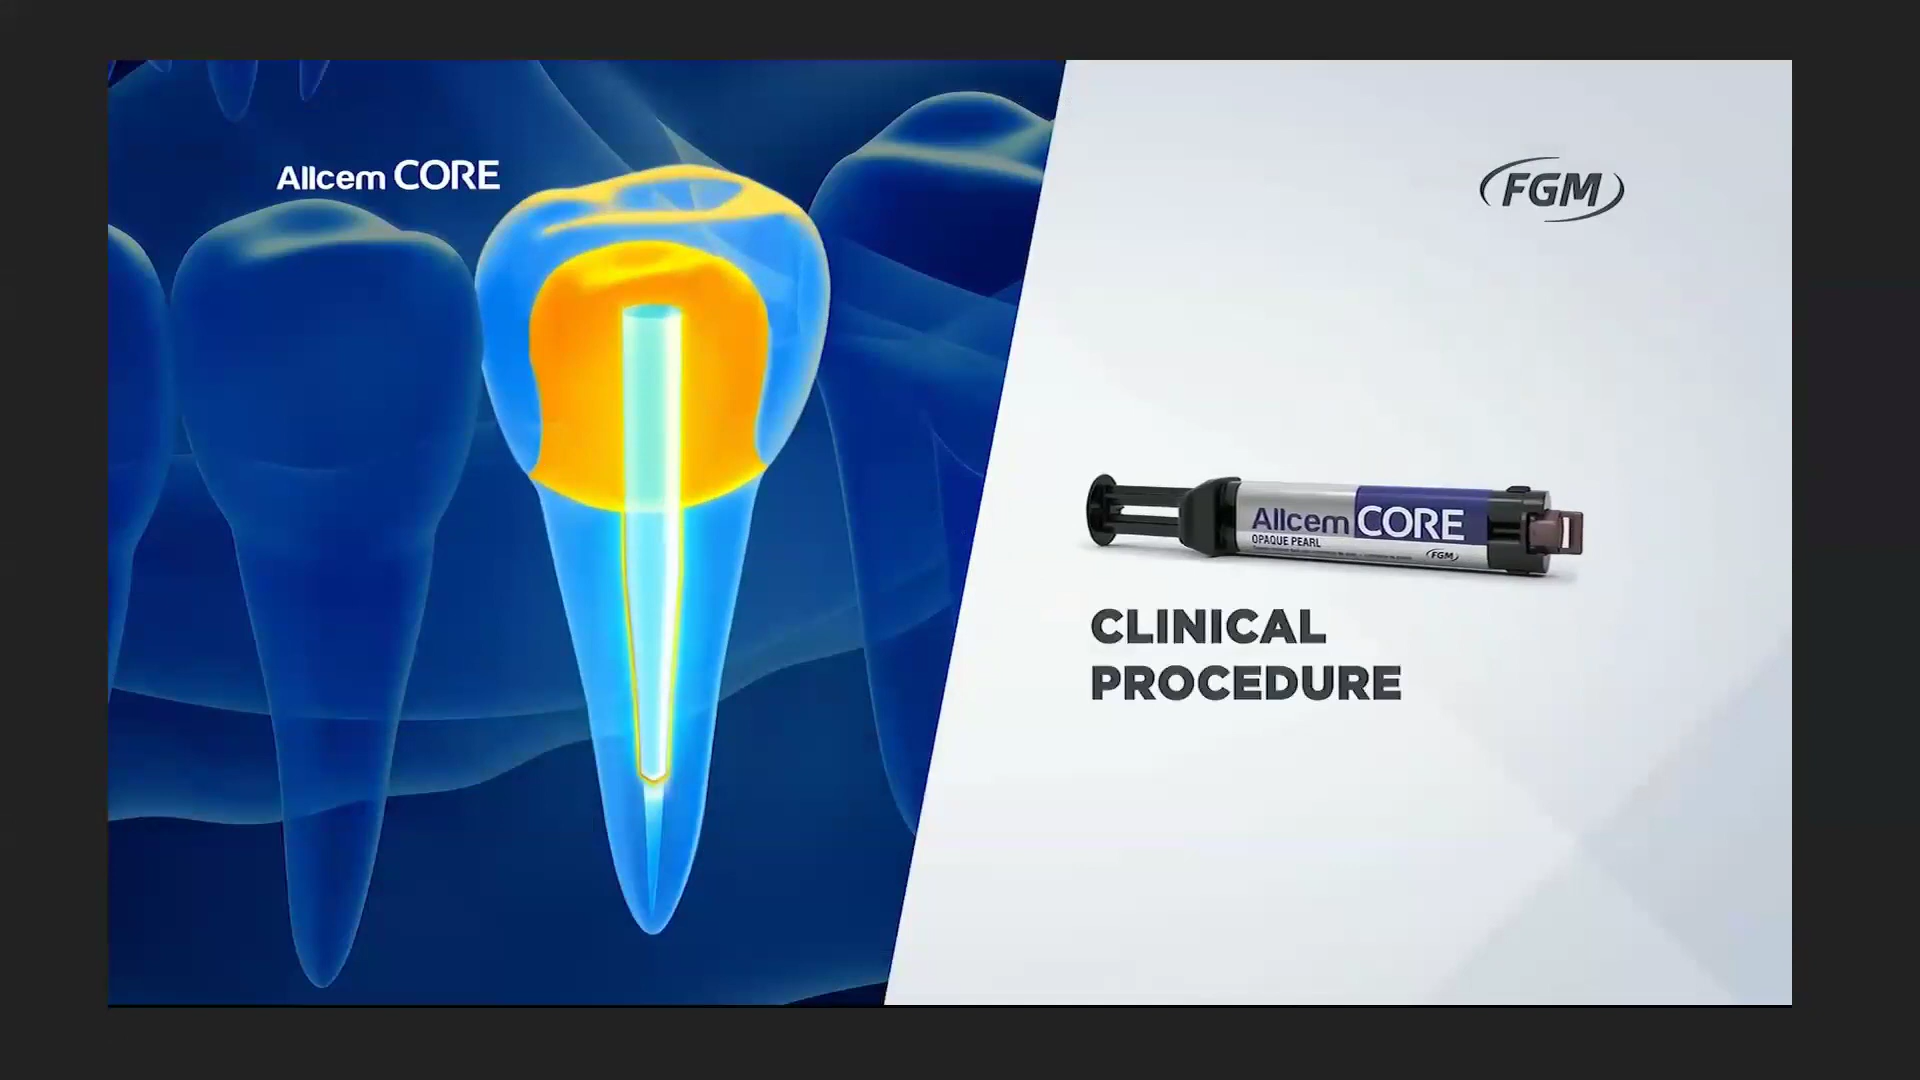 Allcem CORE
FGM
Allcem CORE
OPAQUE PEARL
FGM
CLINICAL
PROCEDURE